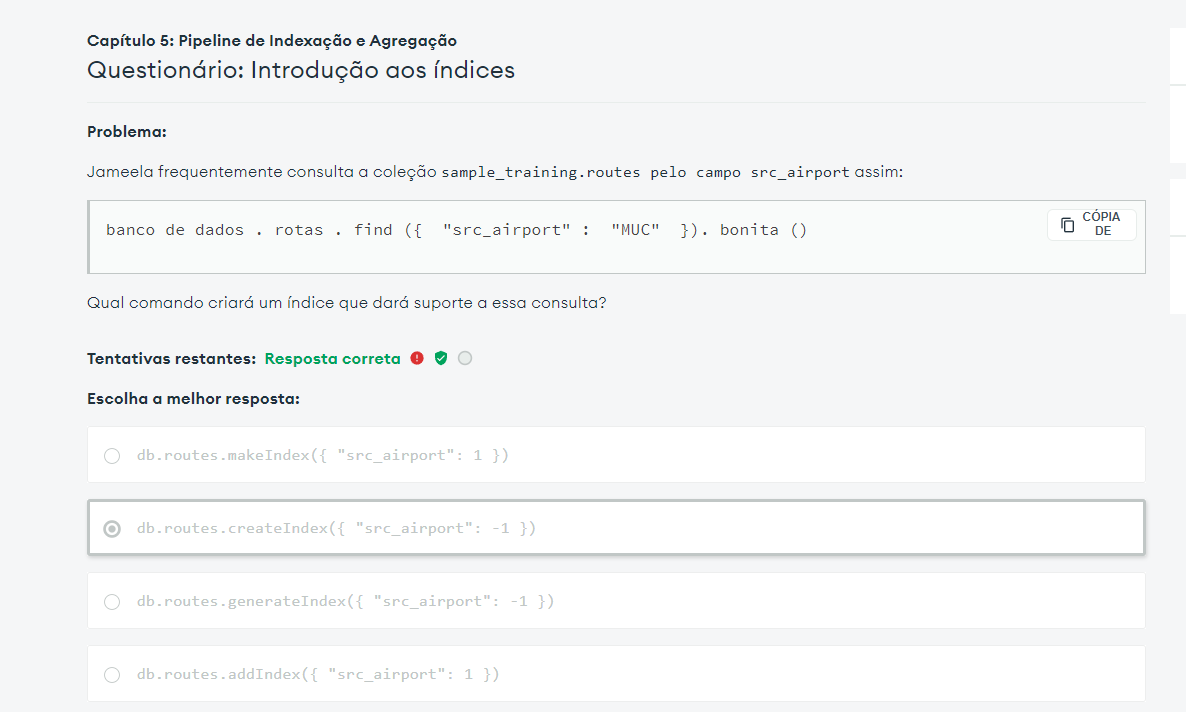 Capítulo 5: Pipeline de Indexação e Agregação
Questionário: Introdução aos índices
Problema:
Jameela frequentemente consulta a coleção sample_training.routes pelo campo src_airport assim:
banco de dados . rotas . find ({  "src_airport" :  "MUC"  }). bonita ()
CÓPIA
DE
Qual comando criará um índice que dará suporte a essa consulta?
Tentativas restantes: Resposta correta
Escolha a melhor resposta:
db.routes.makeIndex({ "src_airport": 1 })
db.routes.createIndex({ "src_airport": -1 })
db.routes.generateIndex({ "src_airport": -1 })
db.routes.addIndex({ "src_airport": 1 })